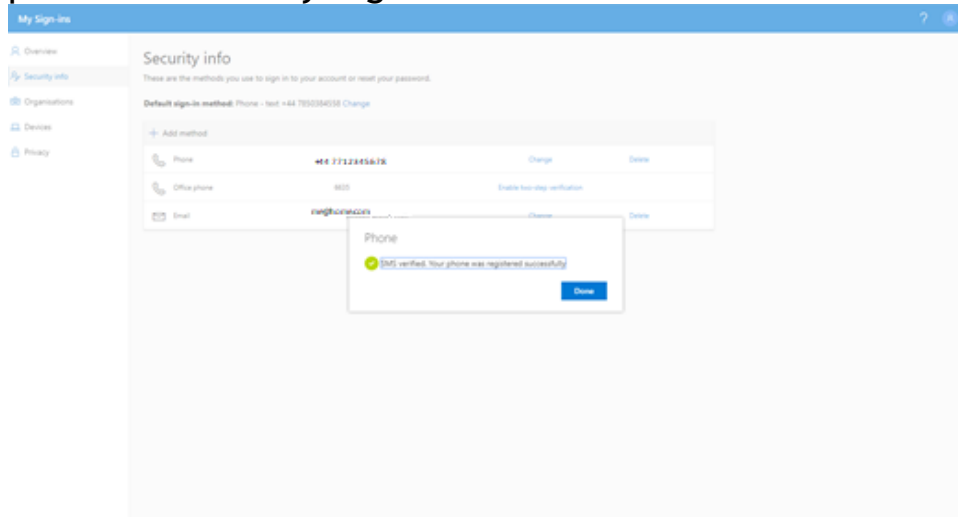 My Sign-ins ?
Overview
Security info
Organisations
Devices
Privacy
Security info
These are the methods you use to sign in to your account or reset your password.
Default sign-in method: Phone - text +44 7850384558 Change
+ Add method
Phone +44 7712345678 Change Delete
Office phone Enable two-step verification
Email me@home.com Change Delete
Phone
SMS verified. Your phone was registered successfully
Done